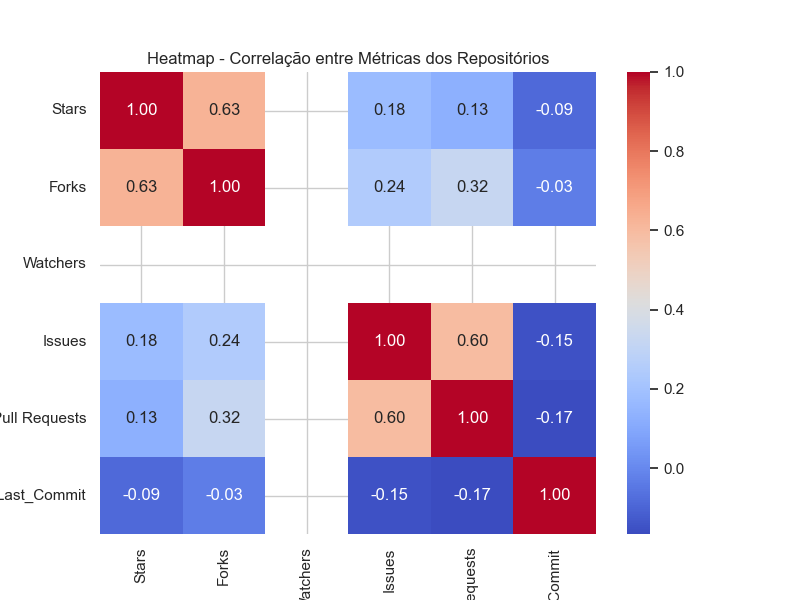 Heatmap - Correlação entre Métricas dos Repositórios
Stars 1.00 0.63 0.18 0.13 -0.09
Forks 0.63 1.00 0.24 0.32 -0.03
Watchers
Issues 0.18 0.24 1.00 0.60 -0.15
Pull Requests 0.13 0.32 0.60 1.00 -0.17
Last_Commit -0.09 -0.03 -0.15 -0.17 1.00
Stars Forks Watchers Issues equests Commit
1.0
0.8
0.6
0.4
0.2
0.0